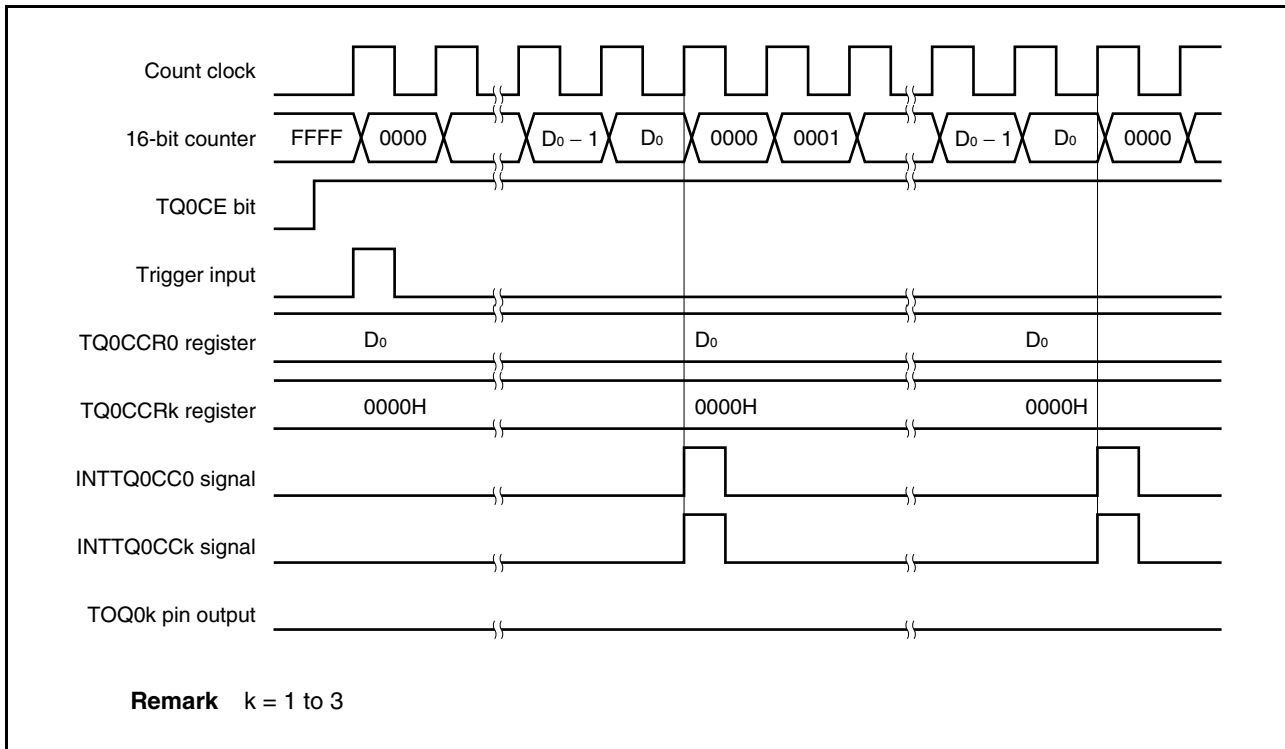 Count clock
16-bit counter FFFF 0000 D₀ − 1 D₀ 0000 0001 D₀ − 1 D₀ 0000
TQ0CE bit
Trigger input
TQ0CCR0 register D₀ D₀ D₀
TQ0CCRk register 0000H 0000H 0000H
INTTQ0CC0 signal
INTTQ0CCk signal
TOQ0k pin output
Remark k = 1 to 3